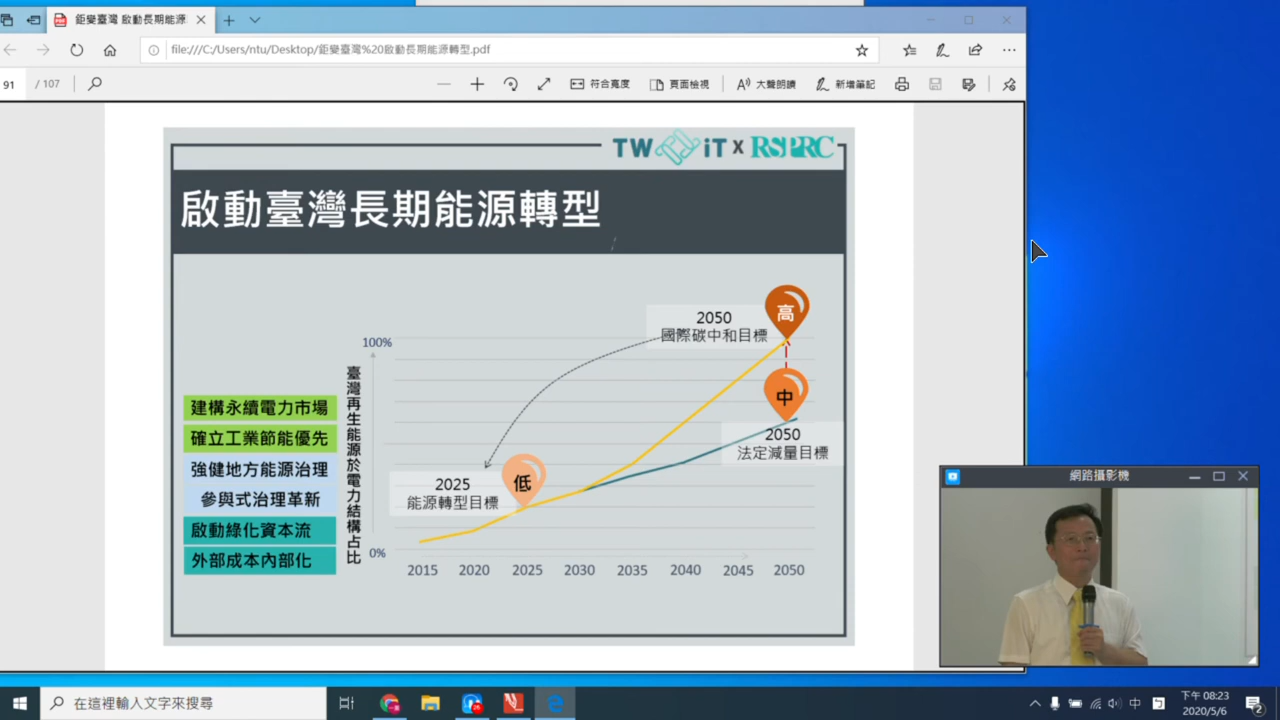 鉅變臺灣 啟動長期能源
file:///C:/Users/ntu/Desktop/鉅變臺灣%20啟動長期能源轉型.pdf
91 / 107
符合寬度
頁面檢視
大聲朗讀
新增筆記
TW iT x RSPRC
啟動臺灣長期能源轉型
高
2050
國際碳中和目標
100%
中
2050
法定減量目標
低
2025
能源轉型目標
臺灣再生能源於電力結構占比
0%
2015 2020 2025 2030 2035 2040 2045 2050
建構永續電力市場
確立工業節能優先
強健地方能源治理
參與式治理革新
啟動綠化資本流
外部成本內部化
網路攝影機
在這裡輸入文字來搜尋
中
下午 08:23
2020/5/6
2